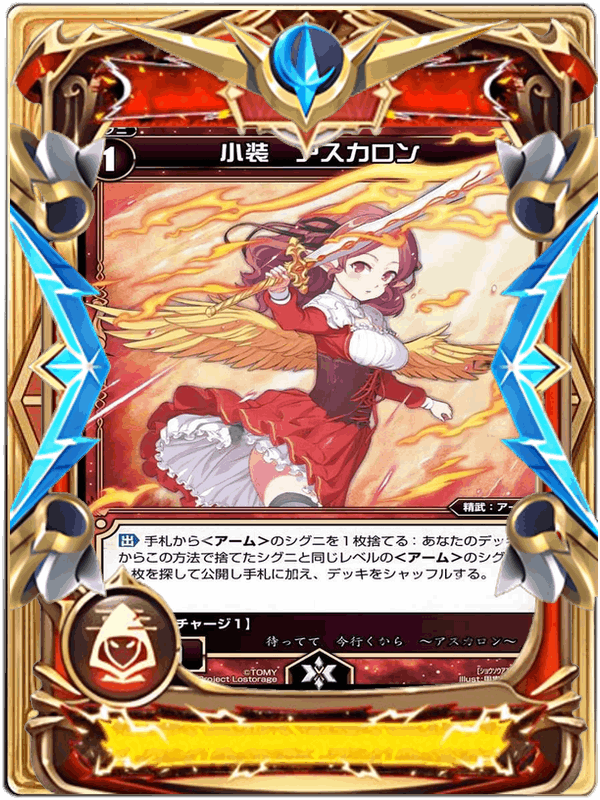 1
小装 アスカロン
精武：アー
出 手札から<アーム>のシグニを１枚捨てる：あなたのデッ
からこの方法で捨てたシグニと同じレベルの<アーム>のシグ
枚を探して公開し手札に加え、デッキをシャッフルする。
チャージ１】
待ってて 今行くから ～アスカロン～
©TOMY
roject Lostorage
Illust: